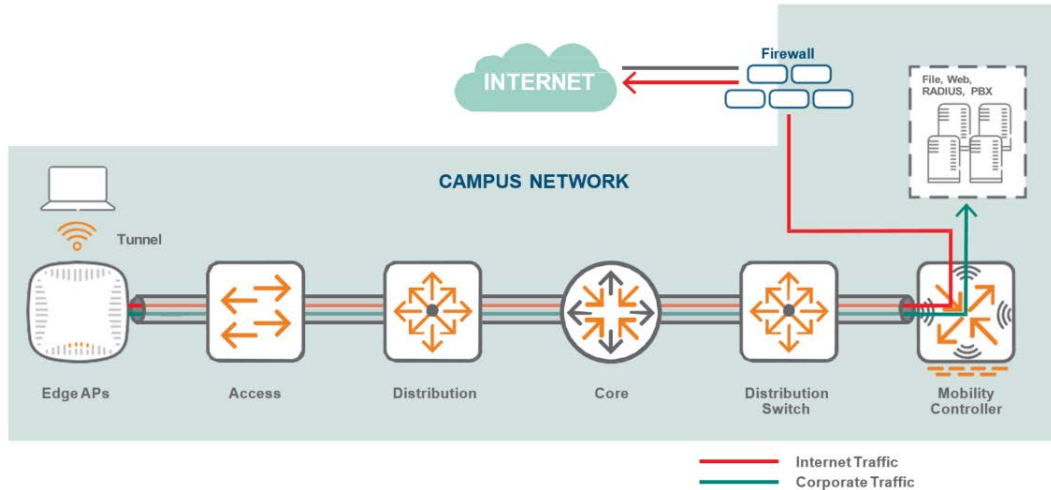 Firewall
INTERNET
File, Web,
RADIUS, PBX
CAMPUS NETWORK
Tunnel
Edge APs
Access
Distribution
Core
Distribution
Switch
Mobility
Controller
Internet Traffic
Corporate Traffic